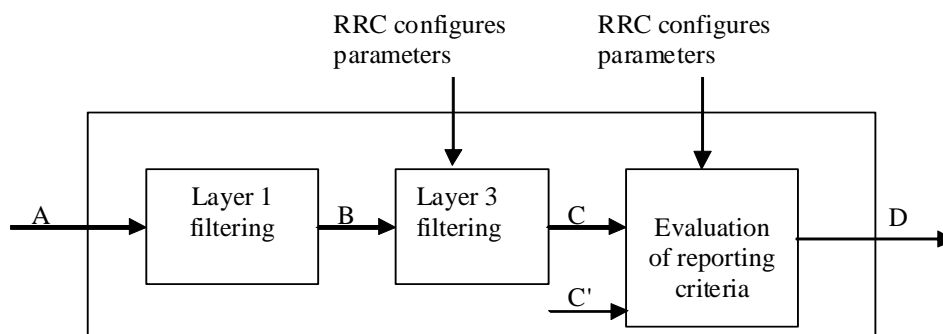 RRC configures
parameters
RRC configures
parameters
Layer 1
filtering
Layer 3
filtering
Evaluation
of reporting
criteria
A
B
C
C'
D